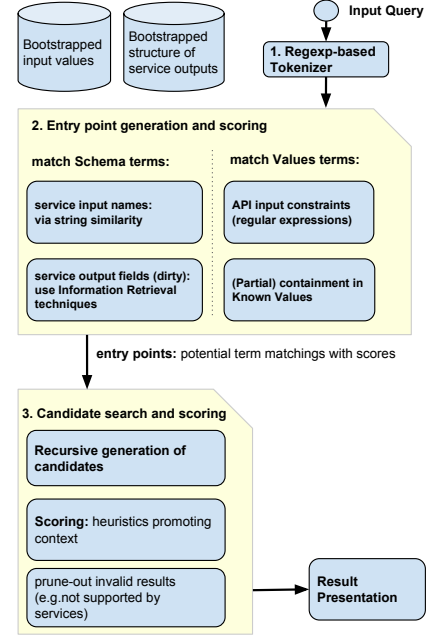 Input Query
Bootstrapped
input values
Bootstrapped
structure of
service outputs
1. Regexp-based
Tokenizer
2. Entry point generation and scoring
match Schema terms:
match Values terms:
service input names:
via string similarity
API input constraints
(regular expressions)
service output fields (dirty):
use Information Retrieval
techniques
(Partial) containment in
Known Values
entry points: potential term matchings with scores
3. Candidate search and scoring
Recursive generation of
candidates
Scoring: heuristics promoting
context
prune-out invalid results
(e.g.not supported by
services)
Result
Presentation